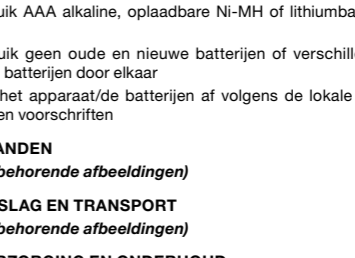 uik AAA alkaline, oplaadbare Ni-MH of lithiumba
uik geen oude en nieuwe batterijen of verschille
batterijen door elkaar
het apparaat/de batterijen af volgens de lokale
en voorschriften
ANDEN
behorende afbeeldingen)
SLAG EN TRANSPORT
behorende afbeeldingen)